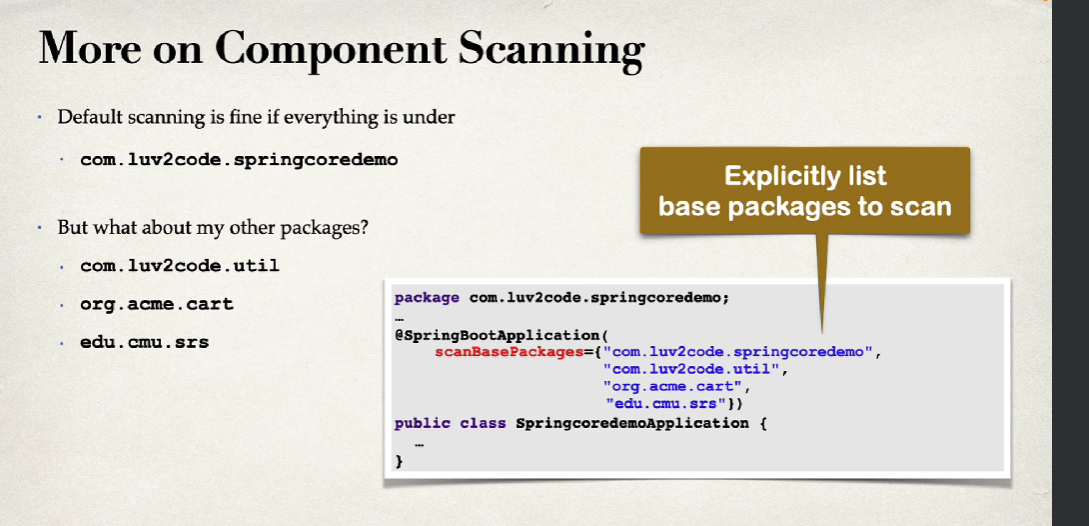 More on Component Scanning
• Default scanning is fine if everything is under
• com.luv2code.springcoredemo
• But what about my other packages?
• com.luv2code.util
• org.acme.cart
• edu.cmu.srs
Explicitly list
base packages to scan
package com.luv2code.springcoredemo;
…
@SpringBootApplication(
scanBasePackages={"com.luv2code.springcoredemo",
"com.luv2code.util",
"org.acme.cart",
"edu.cmu.srs"})
public class SpringcoredemoApplication {
…
}